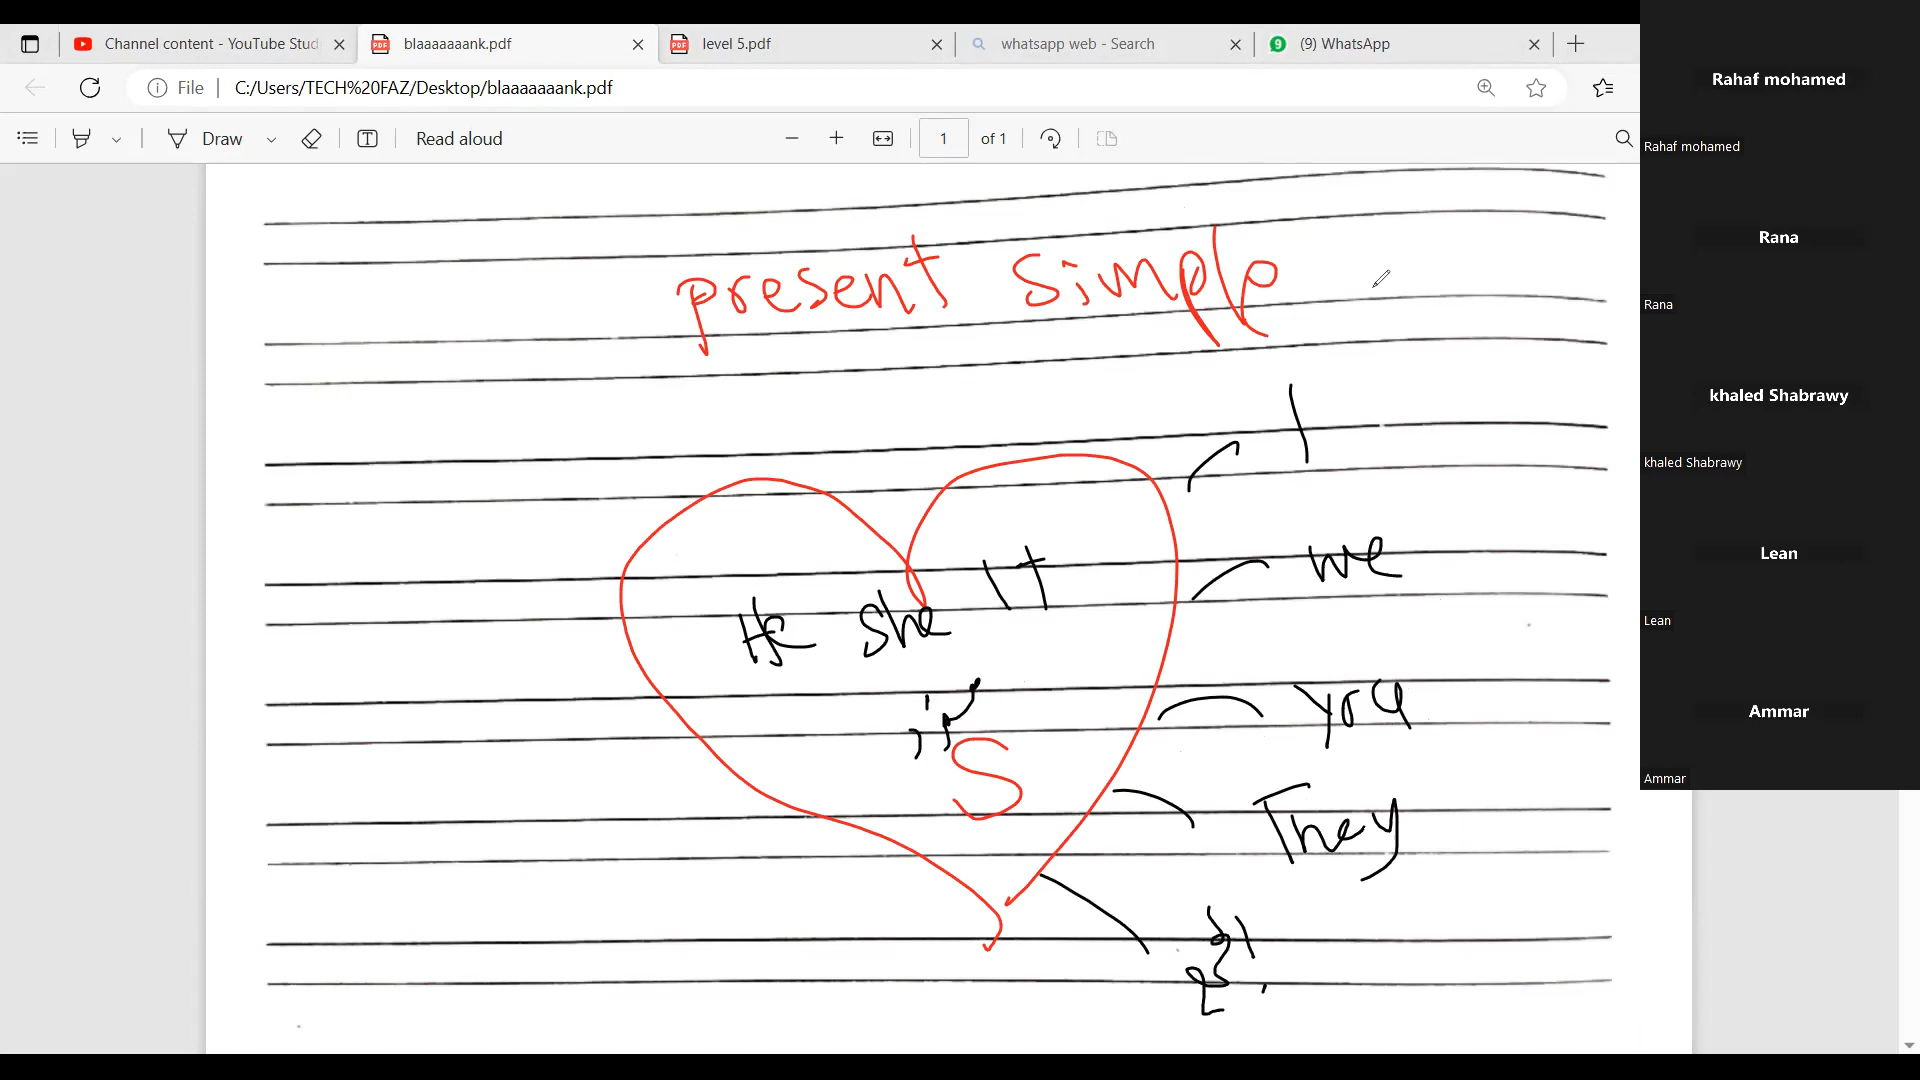 Channel content - YouTube Stud
blaaaaaaank.pdf
level 5.pdf
whatsapp web - Search
(9) WhatsApp
File
C:/Users/TECH%20FAZ/Desktop/blaaaaaaank.pdf
Draw
Read aloud
1
of 1
present simple
I
we
He she IT
you
S
They
Rahaf mohamed
Rahaf mohamed
Rana
Rana
khaled Shabrawy
khaled Shabrawy
Lean
Lean
Ammar
Ammar